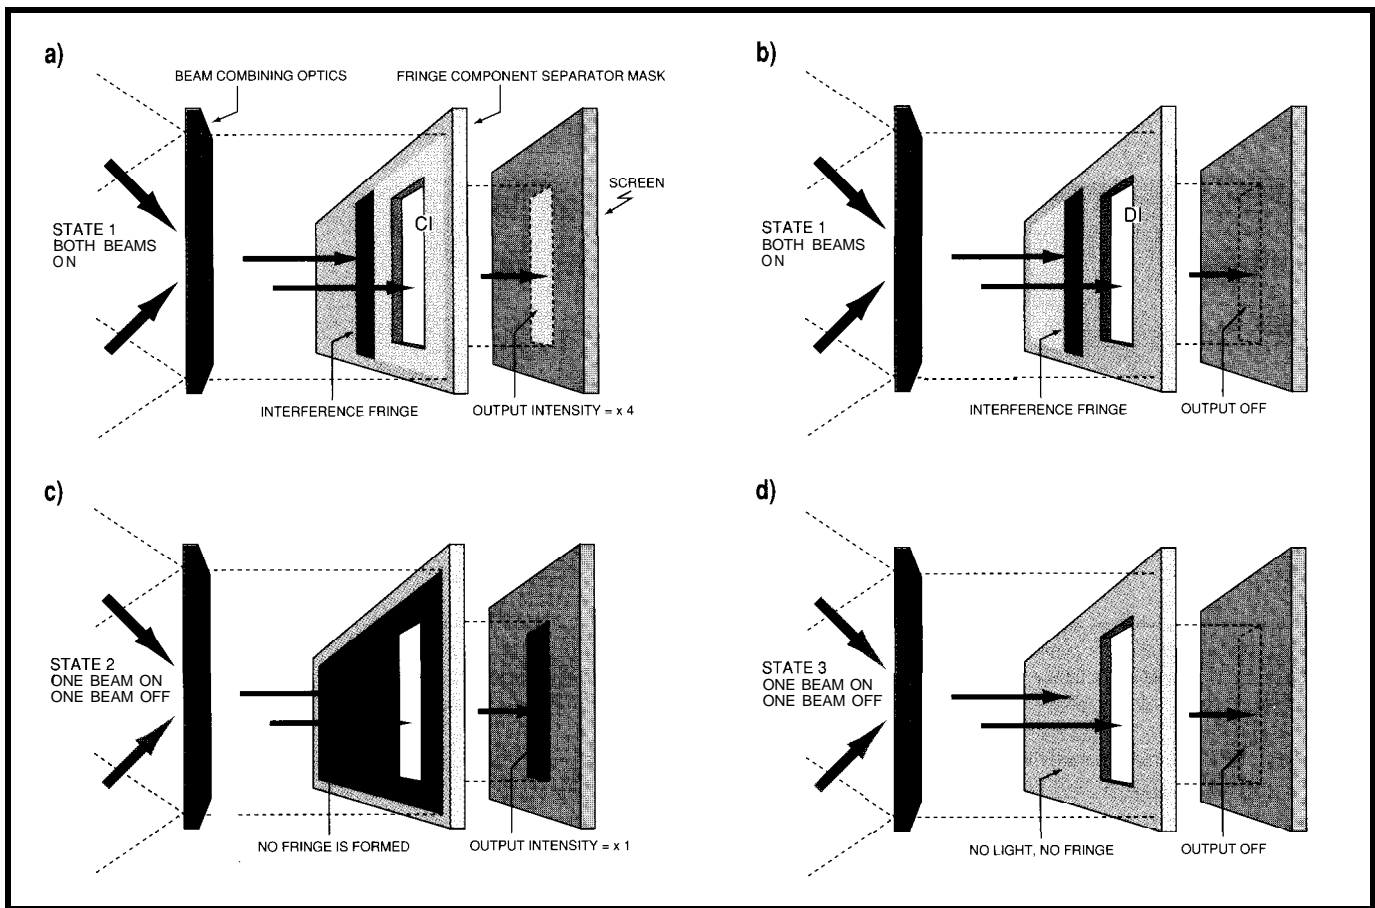 a)
BEAM COMBINING OPTICS
FRINGE COMPONENT SEPARATOR MASK
SCREEN
CI
STATE 1
BOTH BEAMS
ON
INTERFERENCE FRINGE
OUTPUT INTENSITY = x 4
b)
DI
STATE 1
BOTH BEAMS
ON
INTERFERENCE FRINGE
OUTPUT OFF
c)
STATE 2
ONE BEAM ON
ONE BEAM OFF
NO FRINGE IS FORMED
OUTPUT INTENSITY = x 1
d)
STATE 3
ONE BEAM ON
ONE BEAM OFF
NO LIGHT, NO FRINGE
OUTPUT OFF